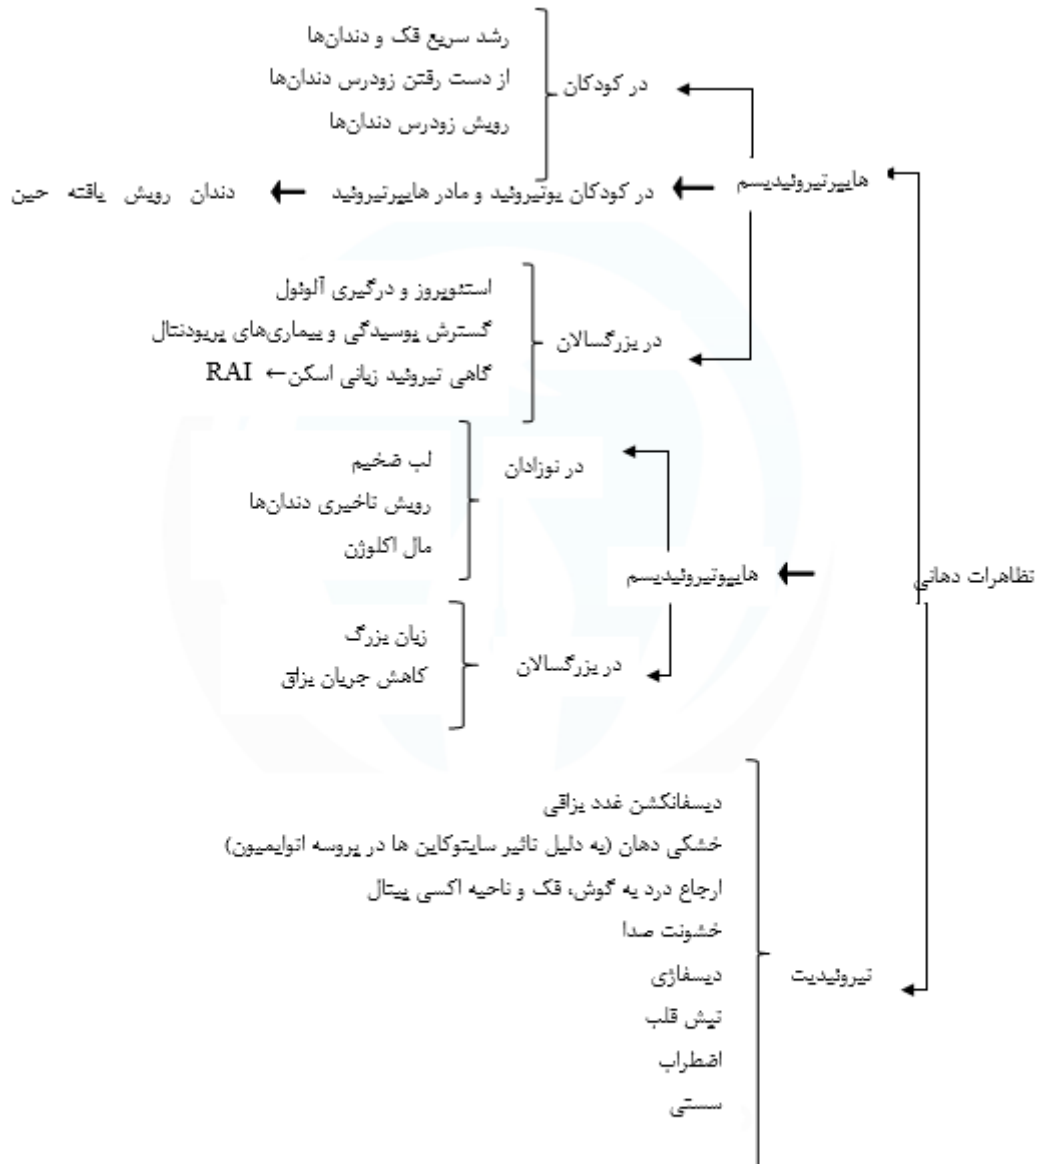 تظاهرات دهانی
هایپرتیروئیدیسم
در کودکان
رشد سریع فک و دندان‌ها
از دست رفتن زودرس دندان‌ها
رویش زودرس دندان‌ها
در کودکان یوتیروئید و مادر هایپرتیروئید ← دندان رویش یافته حین
در بزرگسالان
استئوپروز و درگیری آلوئول
گسترش پوسیدگی و بیماری‌های پریودنتال
گاهی تیروئید زبانی اسکن← RAI
هایپوتیروئیدیسم
در نوزادان
لب ضخیم
رویش تاخیری دندان‌ها
مال اکلوژن
در بزرگسالان
زبان بزرگ
کاهش جریان بزاق
تیروئیدیت
دیسفانکشن غدد بزاقی
خشکی دهان (به دلیل تاثیر سایتوکاین ها در پروسه اتوایمیون)
ارجاع درد به گوش، فک و ناحیه اکسی پیتال
خشونت صدا
دیسفاژی
تپش قلب
اضطراب
سستی